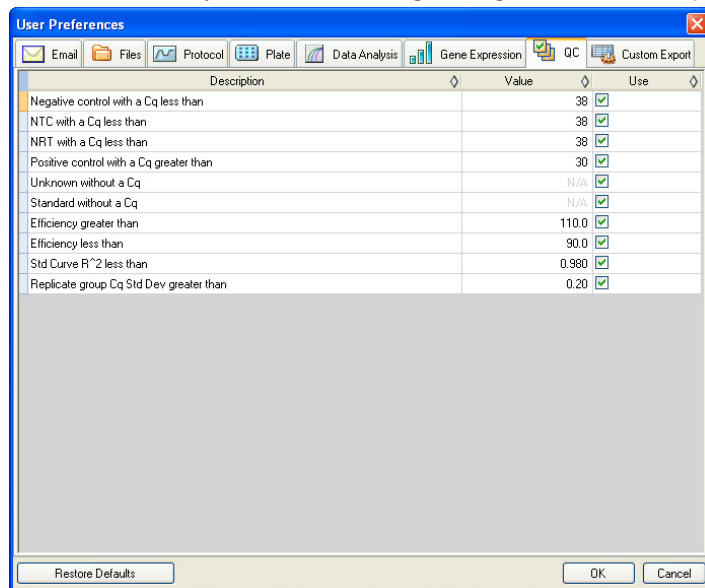 User Preferences
Email Files Protocol Plate Data Analysis Gene Expression QC Custom Export
Description Value Use
Negative control with a Cq less than 38
NTC with a Cq less than 38
NRT with a Cq less than 38
Positive control with a Cq greater than 30
Unknown without a Cq N/A
Standard without a Cq N/A
Efficiency greater than 110.0
Efficiency less than 90.0
Std Curve R^2 less than 0.980
Replicate group Cq Std Dev greater than 0.20
Restore Defaults OK Cancel